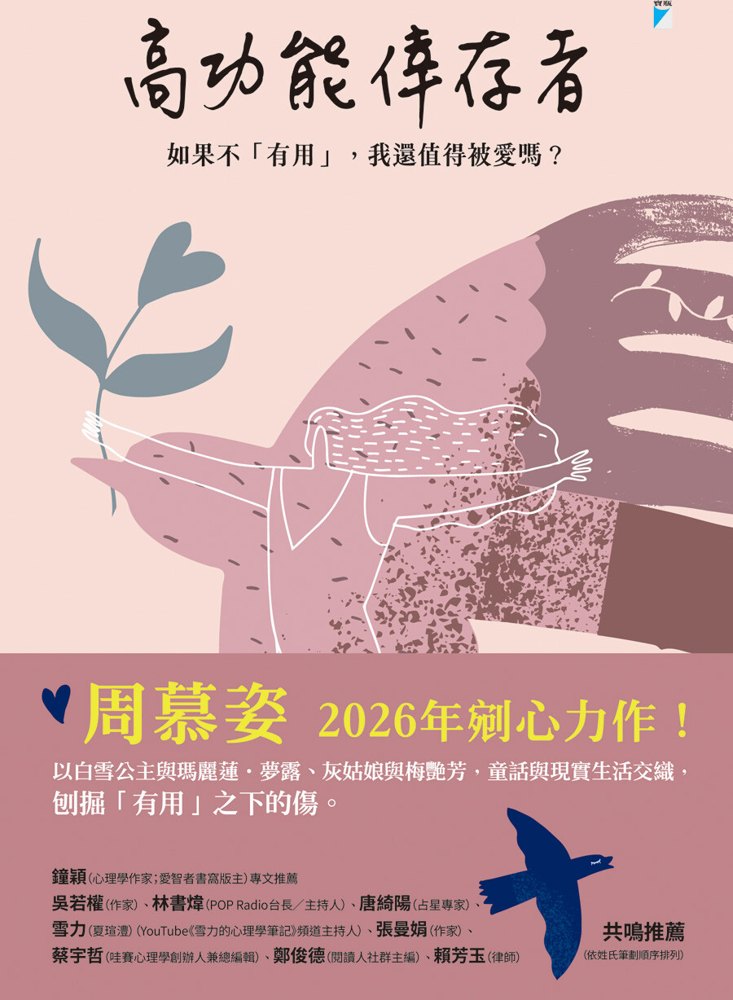 寶瓶
高功能倖存者
如果不「有用」，我還值得被愛嗎？
周慕姿 2026年剜心力作！
以白雪公主與瑪麗蓮・夢露、灰姑娘與梅艷芳，童話與現實生活交織，
刨掘「有用」之下的傷。
鐘穎(心理學作家；愛智者書窩版主)專文推薦
吳若權(作家)、林書煒(POP Radio台長／主持人)、唐綺陽(占星專家)、
雪力(夏瑄澧)(YouTube《雪力的心理學筆記》頻道主持人)、張曼娟(作家)、
蔡宇哲(哇賽心理學創辦人兼總編輯)、鄭俊德(閱讀人社群主編)、賴芳玉(律師)
共鳴推薦
(依姓氏筆劃順序排列)